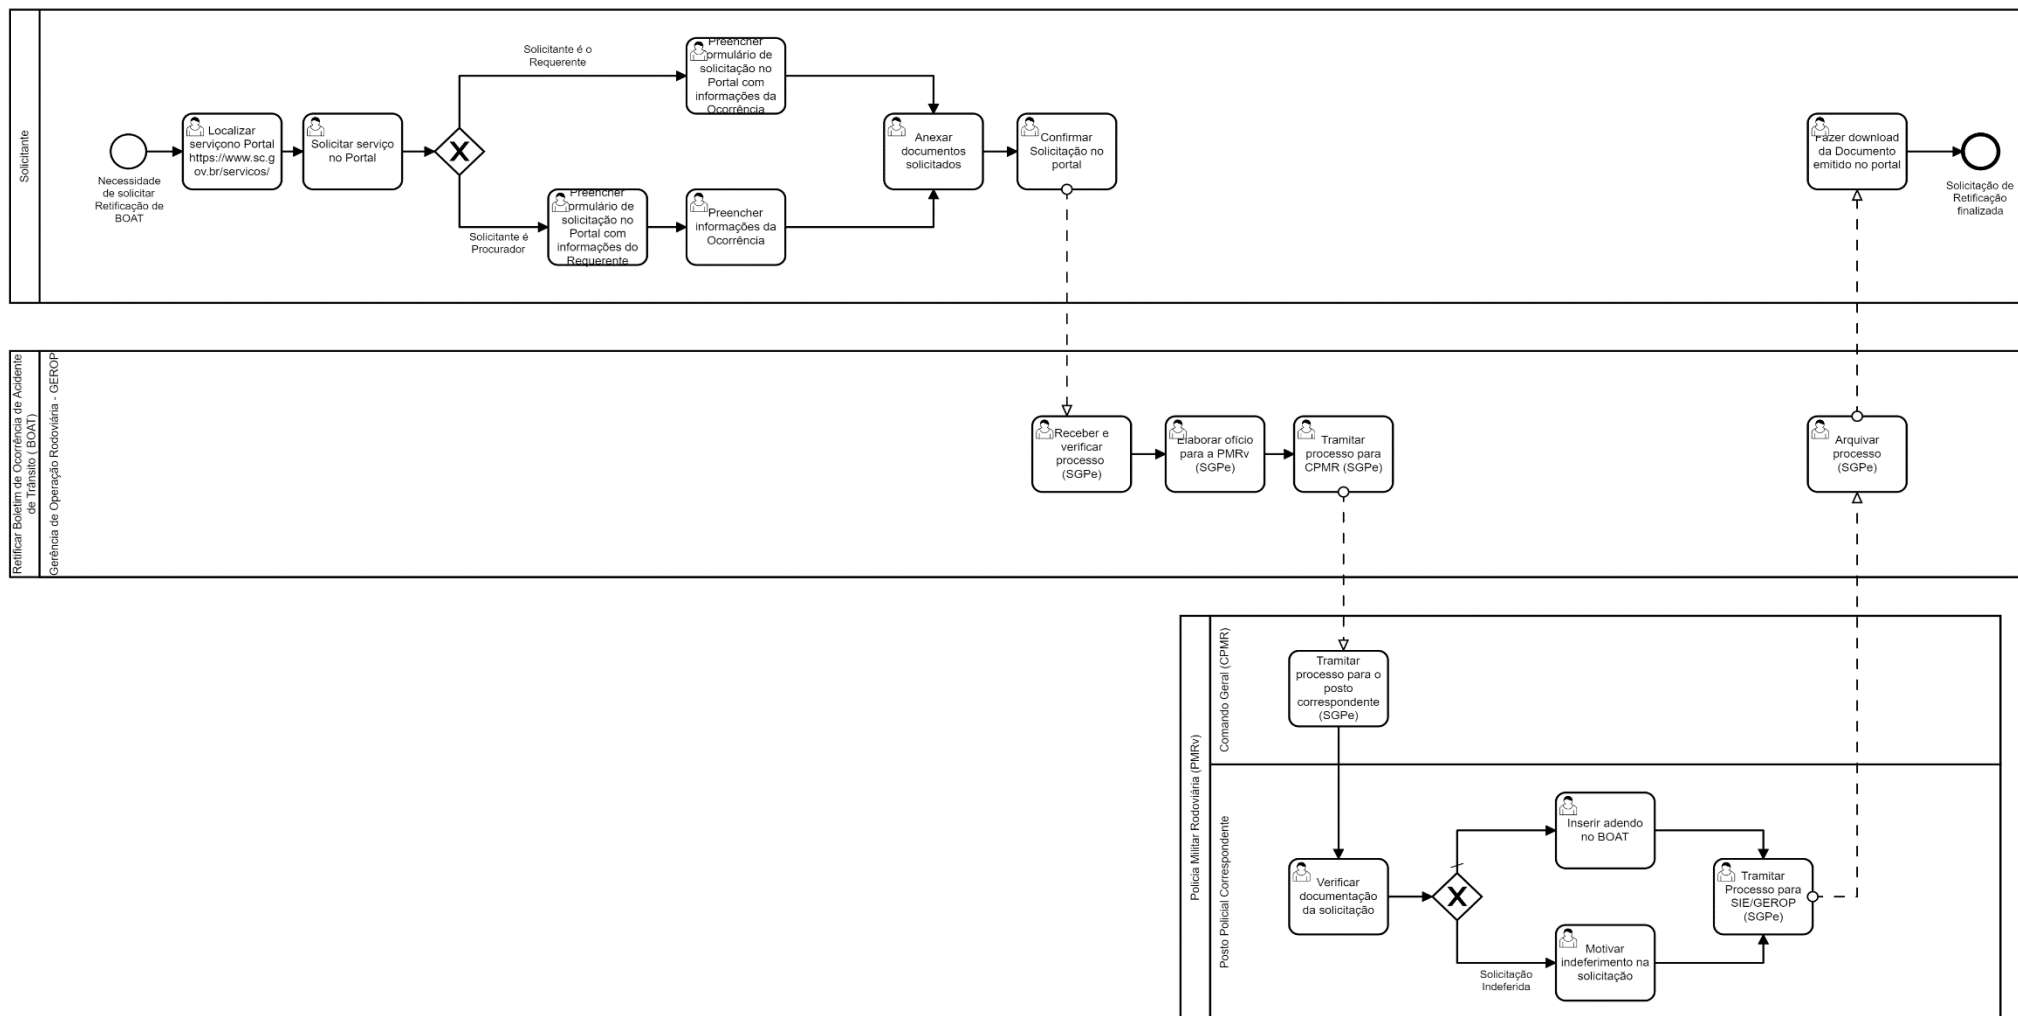 Solicitante
Necessidade
de solicitar
Retificação de
BOAT
Localizar
serviçono Portal
https://www.sc.g
ov.br/servicos/
Solicitar serviço
no Portal
Solicitante é o
Requerente
Preencher
formulário de
solicitação no
Portal com
informações da
Ocorrência
Solicitante é
Procurador
Preencher
formulário de
solicitação no
Portal com
informações do
Requerente
Preencher
informações da
Ocorrência
Anexar
documentos
solicitados
Confirmar
Solicitação no
portal
Fazer download
da Documento
emitido no portal
Solicitação de
Retificação
finalizada
Retificar Boletim de Ocorrência de Acidente
de Trânsito ( BOAT)
Gerência de Operação Rodoviária - GEROP
Receber e
verificar
processo
(SGPe)
Elaborar ofício
para a PMRv
(SGPe)
Tramitar
processo para
CPMR (SGPe)
Arquivar
processo
(SGPe)
Policia Militar Rodoviária (PMRv)
Comando Geral (CPMR)
Tramitar
processo para o
posto
correspondente
(SGPe)
Posto Policial Correspondente
Verificar
documentação
da solicitação
Inserir adendo
no BOAT
Solicitação
Indeferida
Motivar
indeferimento na
solicitação
Tramitar
Processo para
SIE/GEROP
(SGPe)